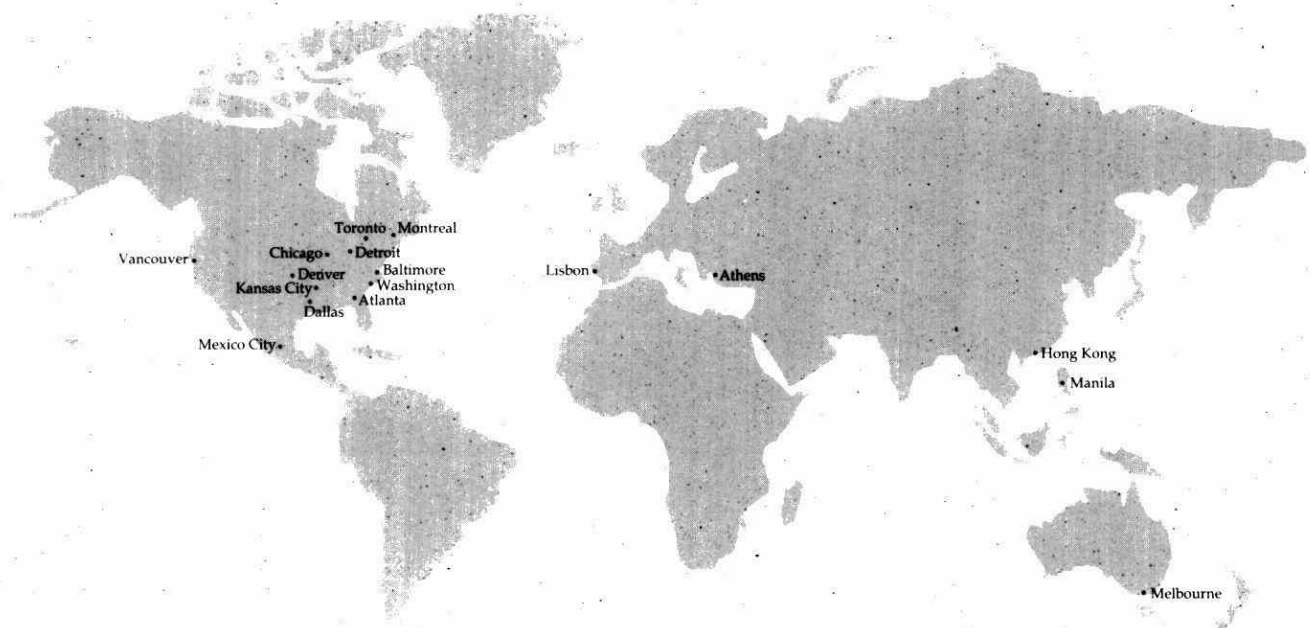 Toronto
Montreal
Chicago
Detroit
Vancouver
Denver
Baltimore
Lisbon
Athens
Kansas City
Washington
Dallas
Atlanta
Mexico City
Hong Kong
Manila
Melbourne